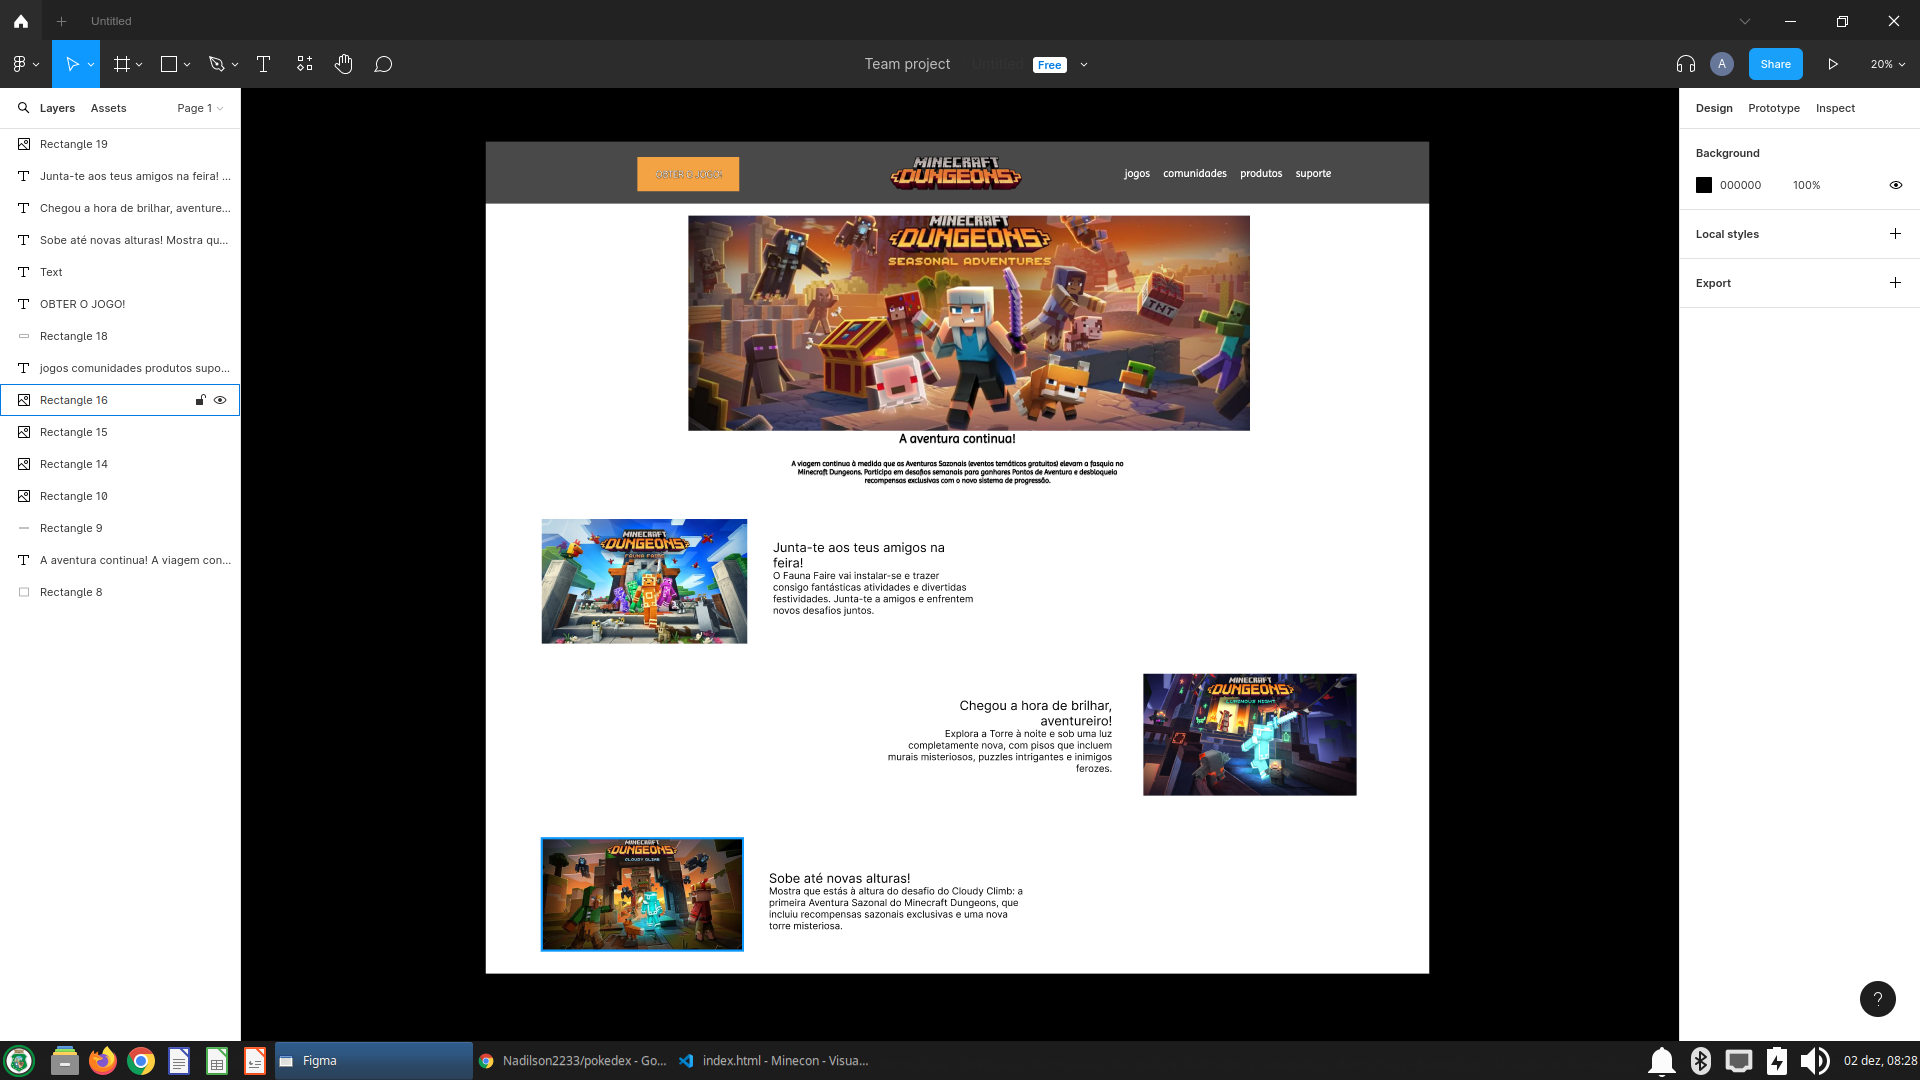 Untitled
Team project
Untitled
Free
A
Share
20%
Layers
Assets
Page 1
Rectangle 19
Junta-te aos teus amigos na feira! ...
Chegou a hora de brilhar, aventure...
Sobe até novas alturas! Mostra qu...
Text
OBTER O JOGO!
Rectangle 18
jogos comunidades produtos supo...
Rectangle 16
Rectangle 15
Rectangle 14
Rectangle 10
Rectangle 9
A aventura continua! A viagem con...
Rectangle 8
OBTER O JOGO!
MINECRAFT
DUNGEONS
jogos comunidades produtos suporte
MINECRAFT
DUNGEONS
SEASONAL ADVENTURES
TNT
A aventura continua!
A viagem continua à medida que as Aventuras Sazonais (eventos temáticos gratuitos) elevam a fasquia no
Minecraft Dungeons. Participa em desafios semanais para ganhares Pontos de Aventura e desbloqueia
recompensas exclusivas com o novo sistema de progressão.
MINECRAFT
DUNGEONS
FAUNA FAIRE
Junta-te aos teus amigos na
feira!
O Fauna Faire vai instalar-se e trazer
consigo fantásticas atividades e divertidas
festividades. Junta-te a amigos e enfrentem
novos desafios juntos.
Chegou a hora de brilhar,
aventureiro!
Explora a Torre à noite e sob uma luz
completamente nova, com pisos que incluem
murais misteriosos, puzzles intrigantes e inimigos
ferozes.
MINECRAFT
DUNGEONS
LUMINOUS NIGHT
MINECRAFT
DUNGEONS
CLOUDY CLIMB
Sobe até novas alturas!
Mostra que estás à altura do desafio do Cloudy Climb: a
primeira Aventura Sazonal do Minecraft Dungeons, que
incluiu recompensas sazonais exclusivas e uma nova
torre misteriosa.
Design
Prototype
Inspect
Background
000000
100%
Local styles
Export
?
Figma
Nadilson2233/pokedex - Go...
index.html - Minecon - Visua...
02 dez, 08:28